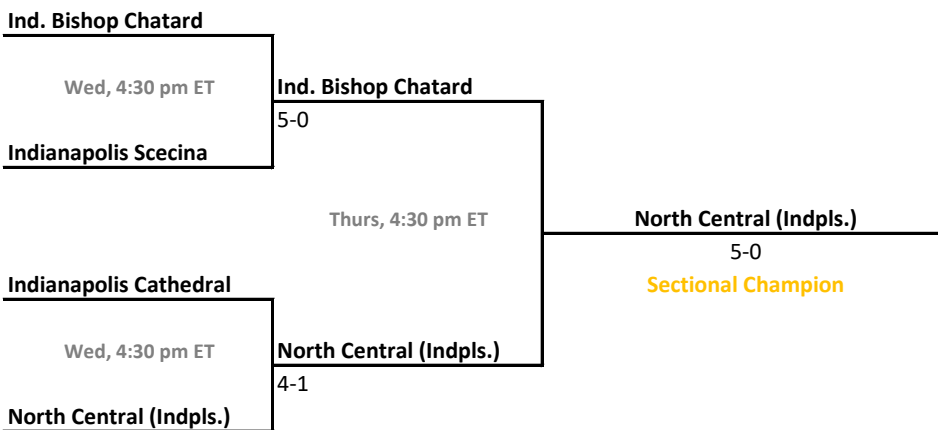 Ind. Bishop Chatard
Wed, 4:30 pm ET
Ind. Bishop Chatard
5-0
Indianapolis Scecina
Thurs, 4:30 pm ET
North Central (Indpls.)
5-0
Sectional Champion
Indianapolis Cathedral
Wed, 4:30 pm ET
North Central (Indpls.)
4-1
North Central (Indpls.)